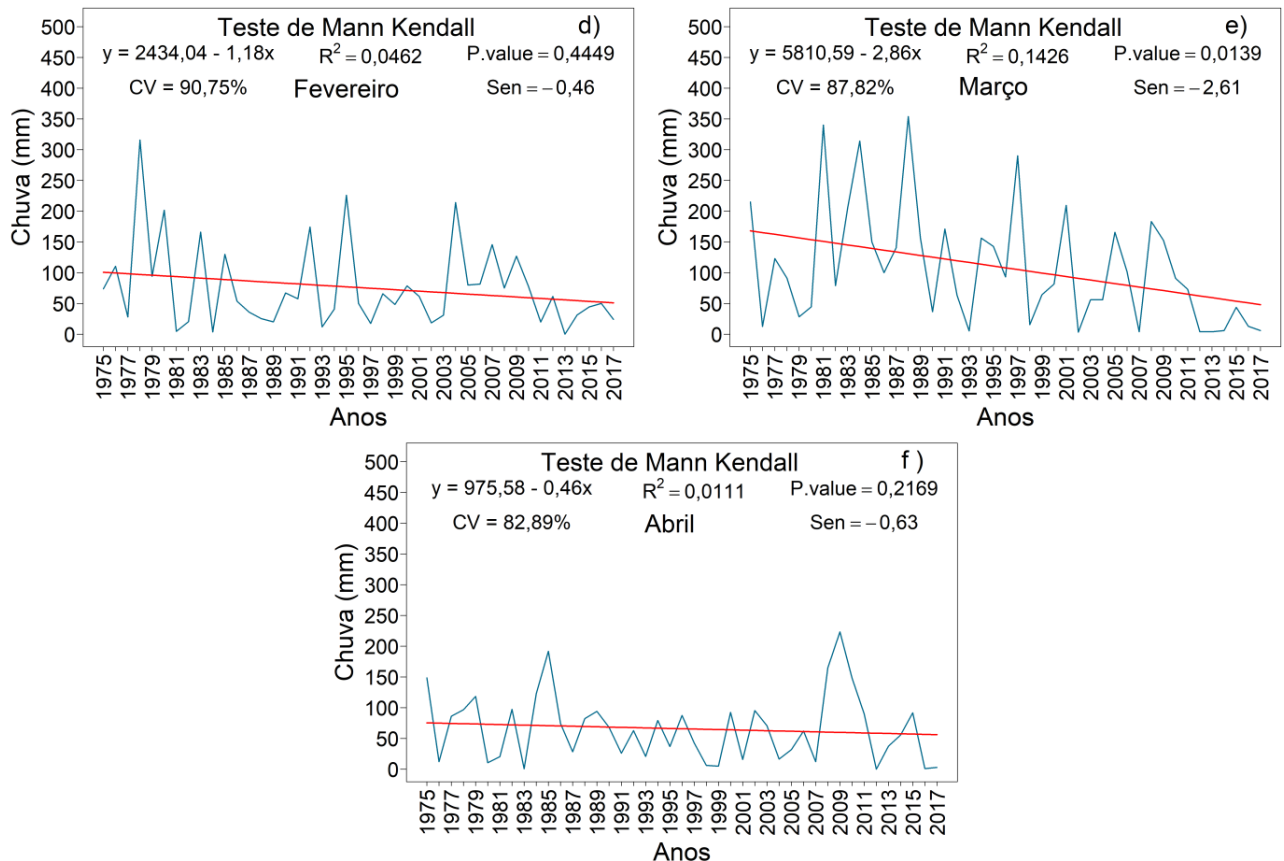 Teste de Mann Kendall d)
y = 2434,04 - 1,18x R² = 0,0462 P.value = 0,4449
CV = 90,75% Fevereiro Sen = −0,46
Chuva (mm)
500
450
400
350
300
250
200
150
100
50
0
1975 1977 1979 1981 1983 1985 1987 1989 1991 1993 1995 1997 1999 2001 2003 2005 2007 2009 2011 2013 2015 2017
Anos
Teste de Mann Kendall e)
y = 5810,59 - 2,86x R² = 0,1426 P.value = 0,0139
CV = 87,82% Março Sen = −2,61
Chuva (mm)
500
450
400
350
300
250
200
150
100
50
0
1975 1977 1979 1981 1983 1985 1987 1989 1991 1993 1995 1997 1999 2001 2003 2005 2007 2009 2011 2013 2015 2017
Anos
Teste de Mann Kendall f )
y = 975,58 - 0,46x R² = 0,0111 P.value = 0,2169
CV = 82,89% Abril Sen = −0,63
Chuva (mm)
500
450
400
350
300
250
200
150
100
50
0
1975 1977 1979 1981 1983 1985 1987 1989 1991 1993 1995 1997 1999 2001 2003 2005 2007 2009 2011 2013 2015 2017
Anos